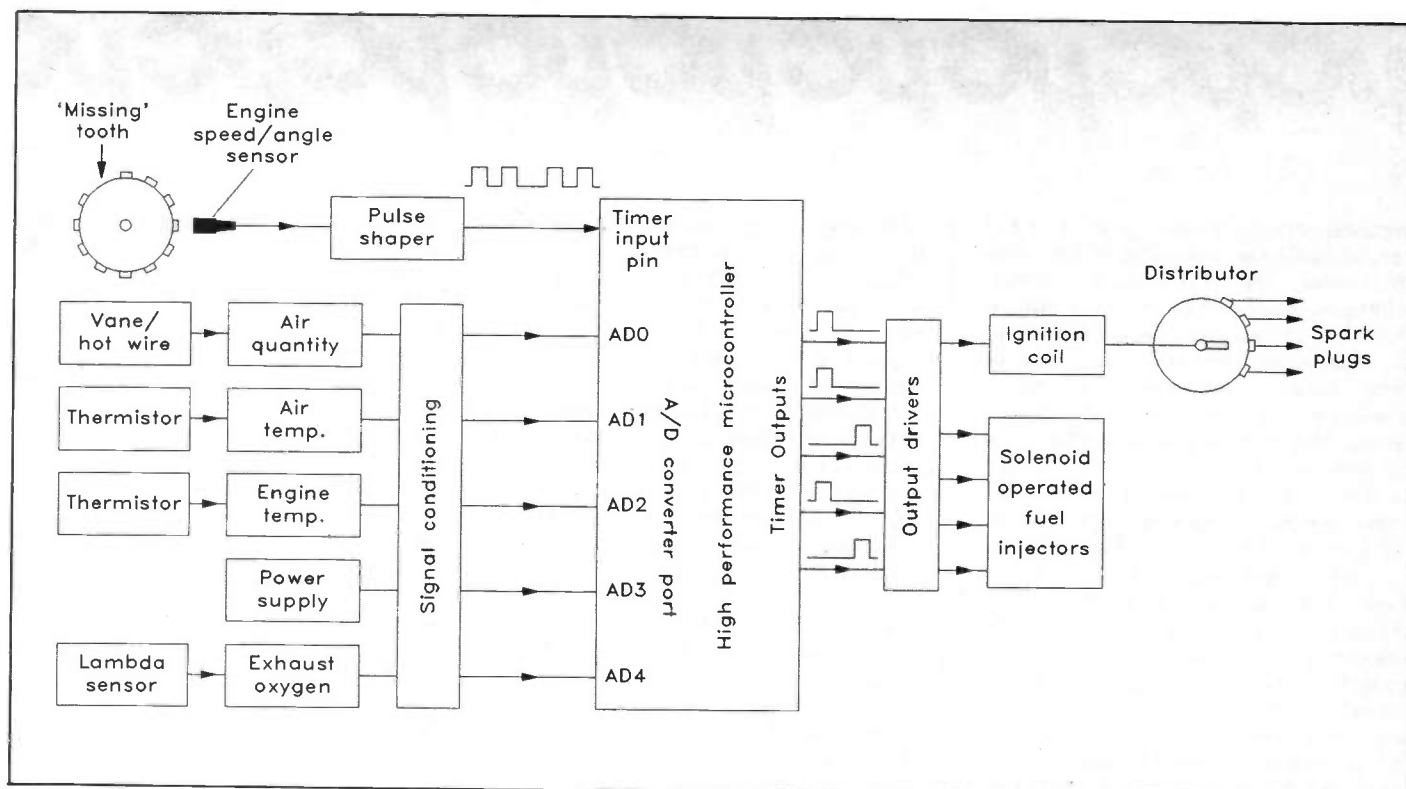 'Missing'
tooth
Engine
speed/angle
sensor
Pulse
shaper
Timer
input
pin
Vane/
hot wire
Air
quantity
AD0
Thermistor
Air
temp.
AD1
Thermistor
Engine
temp.
AD2
Power
supply
AD3
Lambda
sensor
Exhaust
oxygen
AD4
Signal conditioning
A/D converter port
High performance microcontroller
Timer Outputs
Output drivers
Ignition
coil
Distributor
Spark
plugs
Solenoid
operated
fuel
injectors